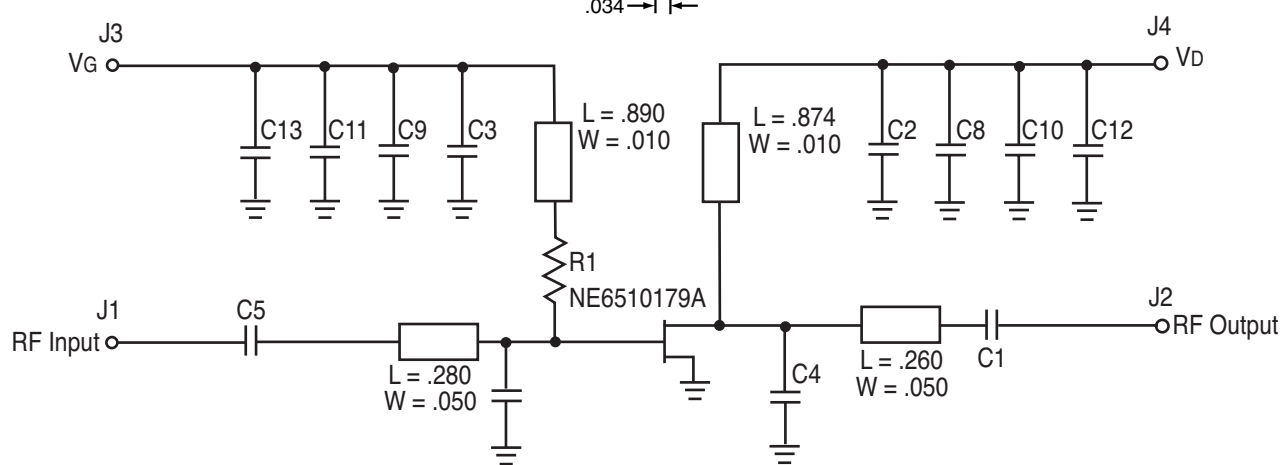 .034
J3
VG
C13
C11
C9
C3
L = .890
W = .010
L = .874
W = .010
C2
C8
C10
C12
J4
VD
R1
NE6510179A
J1
RF Input
C5
L = .280
W = .050
C4
L = .260
W = .050
C1
J2
RF Output